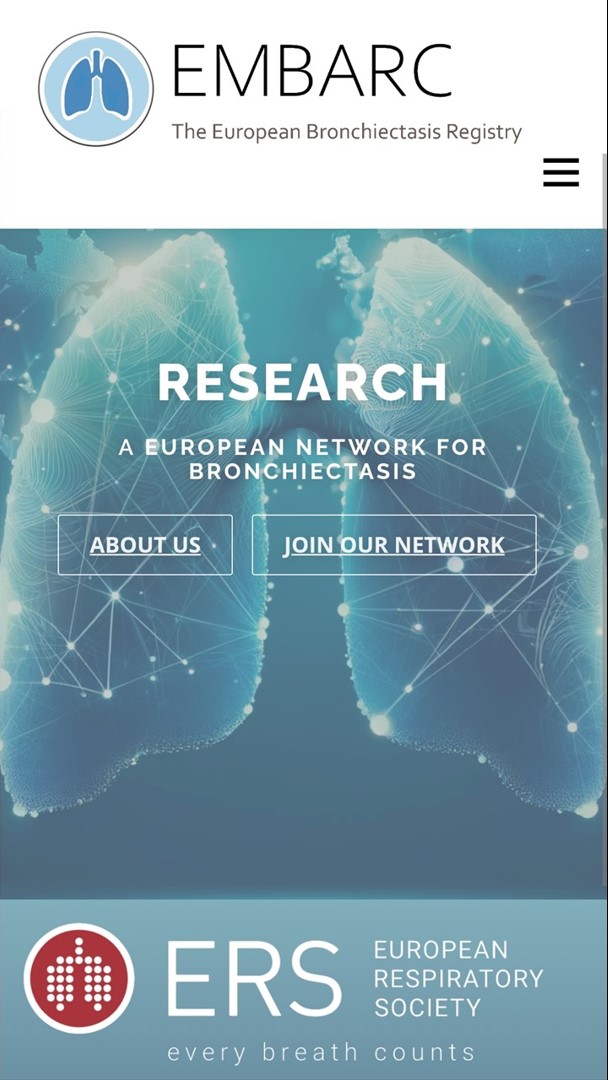 EMBARC
The European Bronchiectasis Registry
RESEARCH
A EUROPEAN NETWORK FOR
BRONCHIECTASIS
ABOUT US
JOIN OUR NETWORK
ERS
EUROPEAN
RESPIRATORY
SOCIETY
every breath counts